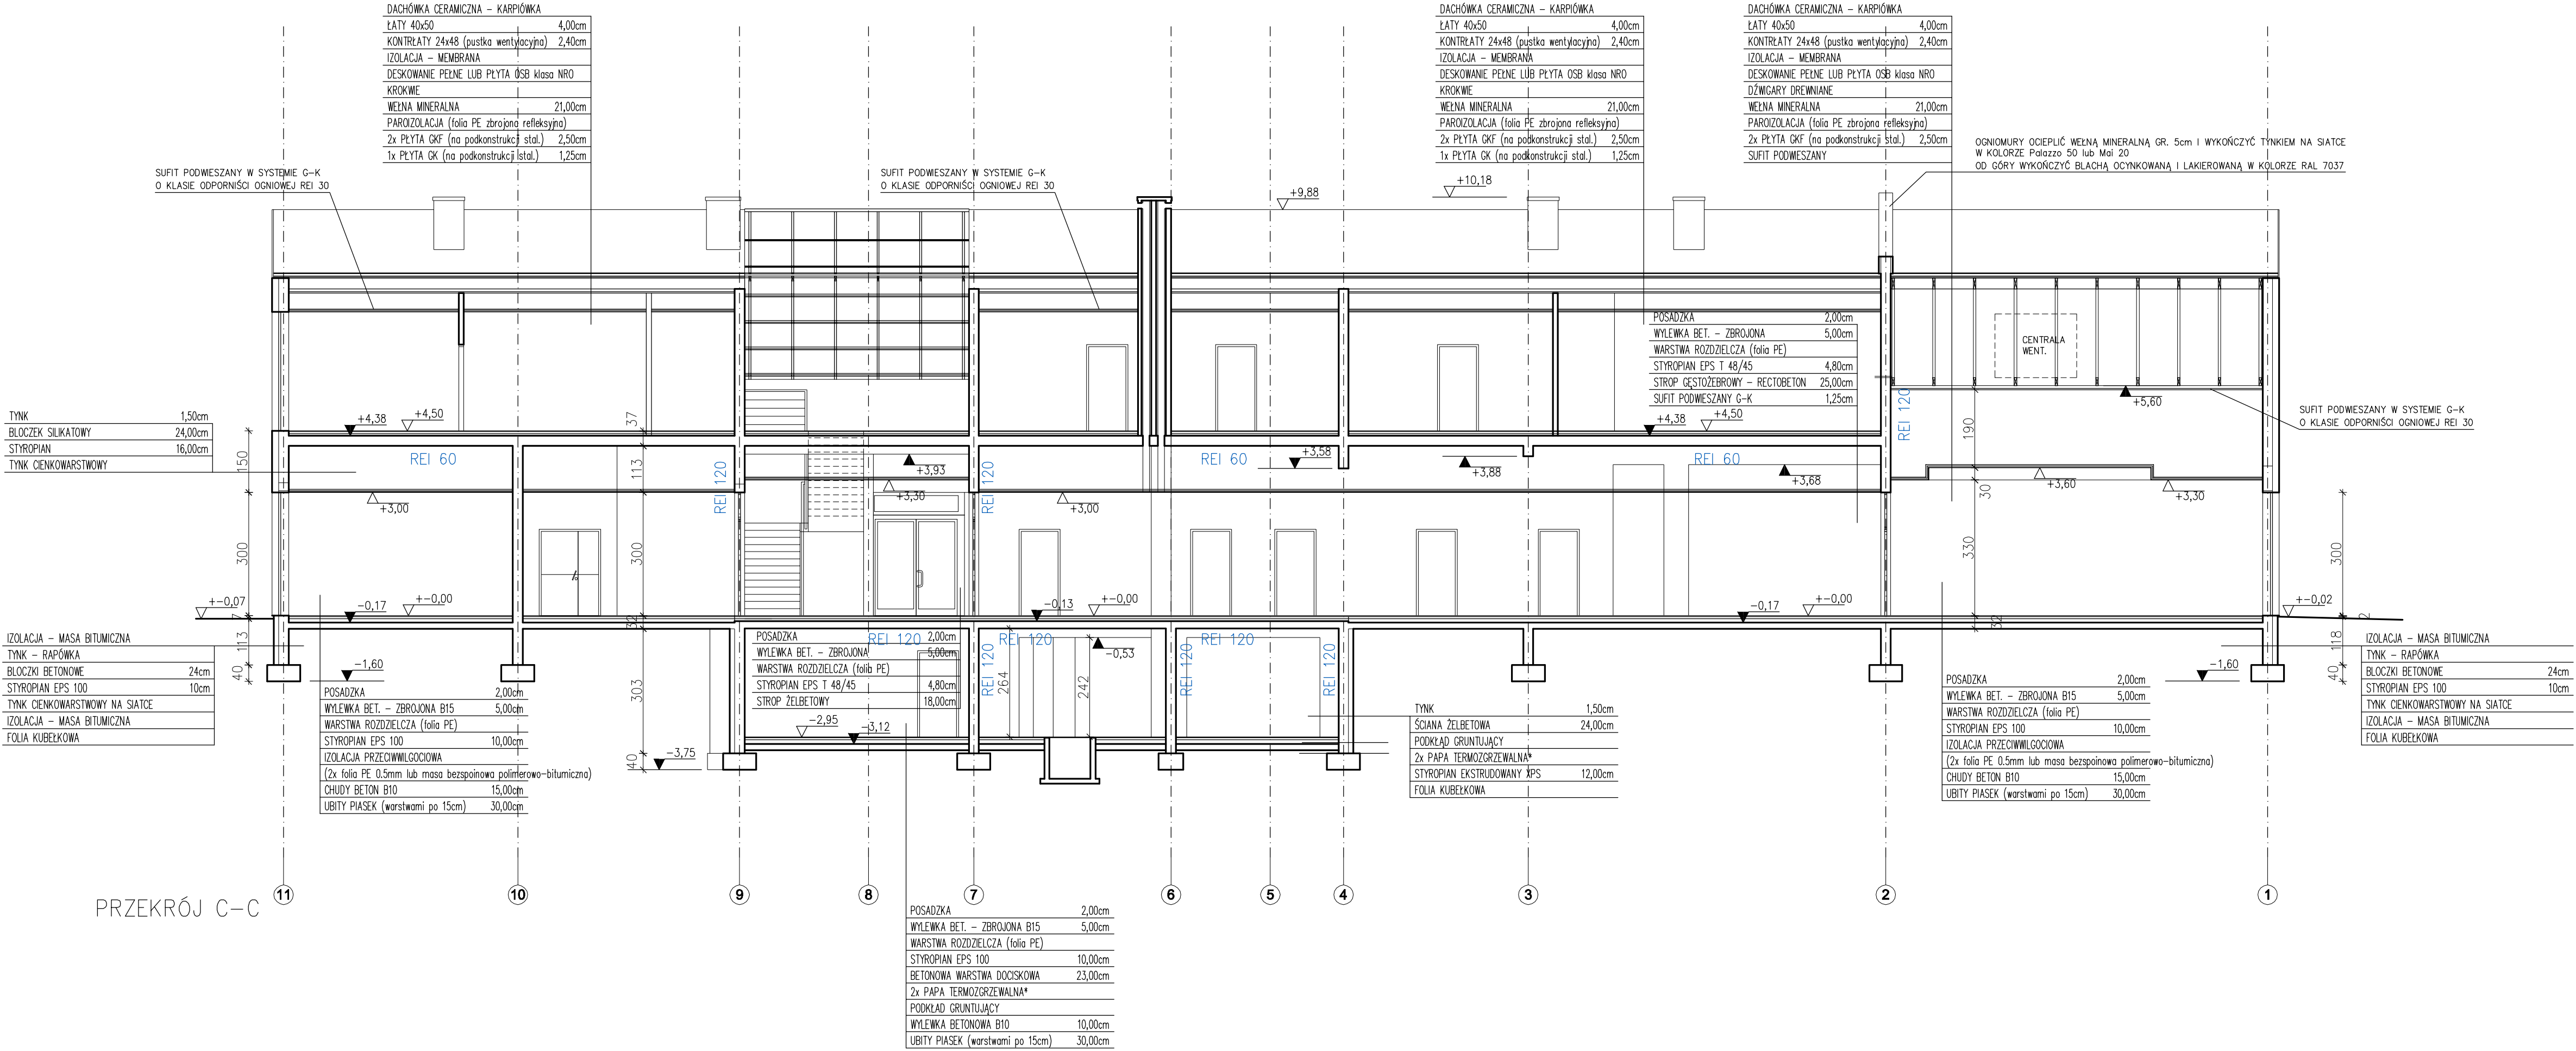 DACHÓWKA CERAMICZNA – KARPIÓWKA
ŁATY 40x50 4,00cm
KONTRŁATY 24x48 (pustka wentylacyjna) 2,40cm
IZOLACJA – MEMBRANA
DESKOWANIE PEŁNE LUB PŁYTA OSB klasa NRO
KROKWIE
WEŁNA MINERALNA 21,00cm
PAROIZOLACJA (folia PE zbrojona refleksyjna)
2x PŁYTA GKF (na podkonstrukcji stal.) 2,50cm
1x PŁYTA GK (na podkonstrukcji stal.) 1,25cm
DACHÓWKA CERAMICZNA – KARPIÓWKA
ŁATY 40x50 4,00cm
KONTRŁATY 24x48 (pustka wentylacyjna) 2,40cm
IZOLACJA – MEMBRANA
DESKOWANIE PEŁNE LUB PŁYTA OSB klasa NRO
KROKWIE
WEŁNA MINERALNA 21,00cm
PAROIZOLACJA (folia PE zbrojona refleksyjna)
2x PŁYTA GKF (na podkonstrukcji stal.) 2,50cm
1x PŁYTA GK (na podkonstrukcji stal.) 1,25cm
DACHÓWKA CERAMICZNA – KARPIÓWKA
ŁATY 40x50 4,00cm
KONTRŁATY 24x48 (pustka wentylacyjna) 2,40cm
IZOLACJA – MEMBRANA
DESKOWANIE PEŁNE LUB PŁYTA OSB klasa NRO
DŹWIGARY DREWNIANE
WEŁNA MINERALNA 21,00cm
PAROIZOLACJA (folia PE zbrojona refleksyjna)
2x PŁYTA GKF (na podkonstrukcji stal.) 2,50cm
SUFIT PODWIESZANY
OGNIOMURY OCIEPLIĆ WEŁNĄ MINERALNĄ GR. 5cm I WYKOŃCZYĆ TYNKIEM NA SIATCE
W KOLORZE Palazzo 50 lub Mai 20
OD GÓRY WYKOŃCZYĆ BLACHĄ OCYNKOWANĄ I LAKIEROWANĄ W KOLORZE RAL 7037
SUFIT PODWIESZANY W SYSTEMIE G–K
O KLASIE ODPORNIŚCI OGNIOWEJ REI 30
SUFIT PODWIESZANY W SYSTEMIE G–K
O KLASIE ODPORNIŚCI OGNIOWEJ REI 30
+9,88
+10,18
POSADZKA 2,00cm
WYLEWKA BET. – ZBROJONA 5,00cm
WARSTWA ROZDZIELCZA (folia PE)
STYROPIAN EPS T 48/45 4,80cm
STROP GĘSTOŻEBROWY – RECTOBETON 25,00cm
SUFIT PODWIESZANY G–K 1,25cm
CENTRALA
WENT.
+5,60
SUFIT PODWIESZANY W SYSTEMIE G–K
O KLASIE ODPORNIŚCI OGNIOWEJ REI 30
TYNK 1,50cm
BLOCZEK SILIKATOWY 24,00cm
STYROPIAN 16,00cm
TYNK CIENKOWARSTWOWY
+4,38
+4,50
37
+4,38
+4,50
REI 120
190
150
REI 60
113
REI 120
+3,93
+3,30
REI 120
REI 60
+3,58
+3,88
REI 60
+3,68
+3,60
30
+3,30
+3,00
+3,00
300
300
330
300
+-0,07
7
-0,17
+-0,00
32
-0,13
+-0,00
-0,17
+-0,00
32
+-0,02
2
113
40
-1,60
118
40
-1,60
IZOLACJA – MASA BITUMICZNA
TYNK – RAPÓWKA
BLOCZKI BETONOWE 24cm
STYROPIAN EPS 100 10cm
TYNK CIENKOWARSTWOWY NA SIATCE
IZOLACJA – MASA BITUMICZNA
FOLIA KUBEŁKOWA
POSADZKA 2,00cm
WYLEWKA BET. – ZBROJONA B15 5,00cm
WARSTWA ROZDZIELCZA (folia PE)
STYROPIAN EPS 100 10,00cm
IZOLACJA PRZECIWWILGOCIOWA
(2x folia PE 0.5mm lub masa bezspoinowa polimerowo-bitumiczna)
CHUDY BETON B10 15,00cm
UBITY PIASEK (warstwami po 15cm) 30,00cm
303
40
-3,75
POSADZKA 2,00cm
WYLEWKA BET. – ZBROJONA 5,00cm
WARSTWA ROZDZIELCZA (folia PE)
STYROPIAN EPS T 48/45 4,80cm
STROP ŻELBETOWY 18,00cm
REI 120
REI 120
REI 120
REI 120
264
242
-0,53
REI 120
REI 120
-2,95
-3,12
TYNK 1,50cm
ŚCIANA ŻELBETOWA 24,00cm
PODKŁAD GRUNTUJĄCY
2x PAPA TERMOZGRZEWALNA*
STYROPIAN EKSTRUDOWANY XPS 12,00cm
FOLIA KUBEŁKOWA
POSADZKA 2,00cm
WYLEWKA BET. – ZBROJONA B15 5,00cm
WARSTWA ROZDZIELCZA (folia PE)
STYROPIAN EPS 100 10,00cm
IZOLACJA PRZECIWWILGOCIOWA
(2x folia PE 0.5mm lub masa bezspoinowa polimerowo-bitumiczna)
CHUDY BETON B10 15,00cm
UBITY PIASEK (warstwami po 15cm) 30,00cm
IZOLACJA – MASA BITUMICZNA
TYNK – RAPÓWKA
BLOCZKI BETONOWE 24cm
STYROPIAN EPS 100 10cm
TYNK CIENKOWARSTWOWY NA SIATCE
IZOLACJA – MASA BITUMICZNA
FOLIA KUBEŁKOWA
11 10 9 8 7 6 5 4 3 2 1
PRZEKRÓJ C–C
POSADZKA 2,00cm
WYLEWKA BET. – ZBROJONA B15 5,00cm
WARSTWA ROZDZIELCZA (folia PE)
STYROPIAN EPS 100 10,00cm
BETONOWA WARSTWA DOCISKOWA 23,00cm
2x PAPA TERMOZGRZEWALNA*
PODKŁAD GRUNTUJĄCY
WYLEWKA BETONOWA B10 10,00cm
UBITY PIASEK (warstwami po 15cm) 30,00cm